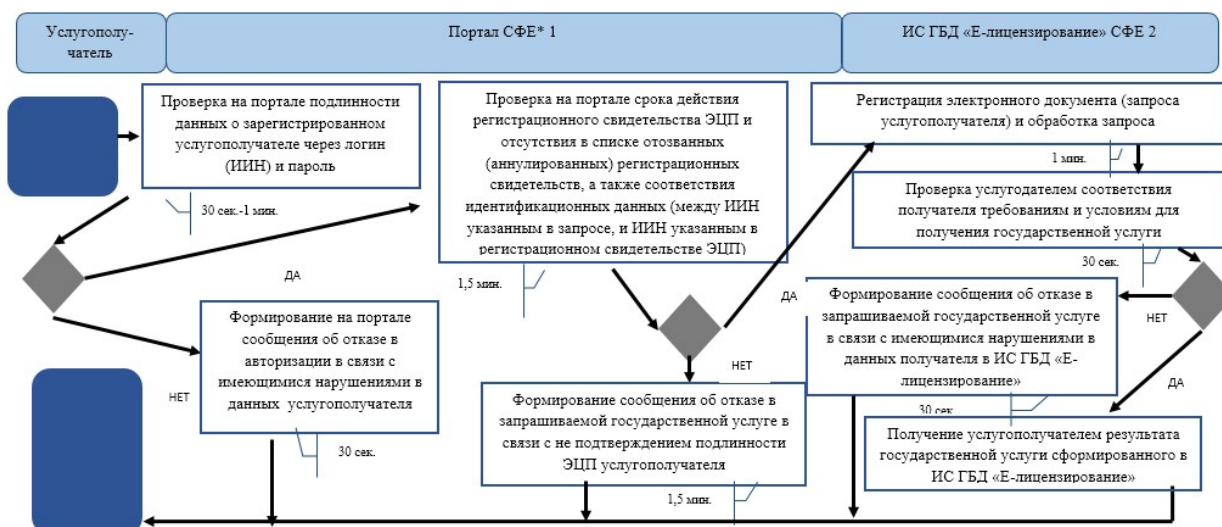 Услугополу-
чатель
Портал СФЕ* 1
ИС ГБД «Е-лицензирование» СФЕ 2
Проверка на портале подлинности
данных о зарегистрированном
услугополучателе через логин
(ИИН) и пароль
30 сек.-1 мин.
Проверка на портале срока действия
регистрационного свидетельства ЭЦП и
отсутствия в списке отозванных
(аннулированных) регистрационных
свидетельств, а также соответствия
идентификационных данных (между ИИН
указанным в запросе, и ИИН указанным в
регистрационном свидетельстве ЭЦП)
1,5 мин.
Регистрация электронного документа (запроса
услугополучателя) и обработка запроса
1 мин.
Проверка услугодателем соответствия
получателя требованиям и условиям для
получения государственной услуги
30 сек.
ДА
ДА
НЕТ
Формирование на портале
сообщения об отказе в
авторизации в связи с
имеющимися нарушениями в
данных услугополучателя
НЕТ
30 сек.
НЕТ
Формирование сообщения об отказе в
запрашиваемой государственной услуге в
связи с не подтверждением подлинности
ЭЦП услугополучателя
1,5 мин.
Формирование сообщения об отказе в
запрашиваемой государственной услуге
в связи с имеющимися нарушениями в
данных получателя в ИС ГБД «Е-
лицензирование»
30 сек.
ДА
Получение услугополучателем результата
государственной услуги сформированного в
ИС ГБД «Е-лицензирование»